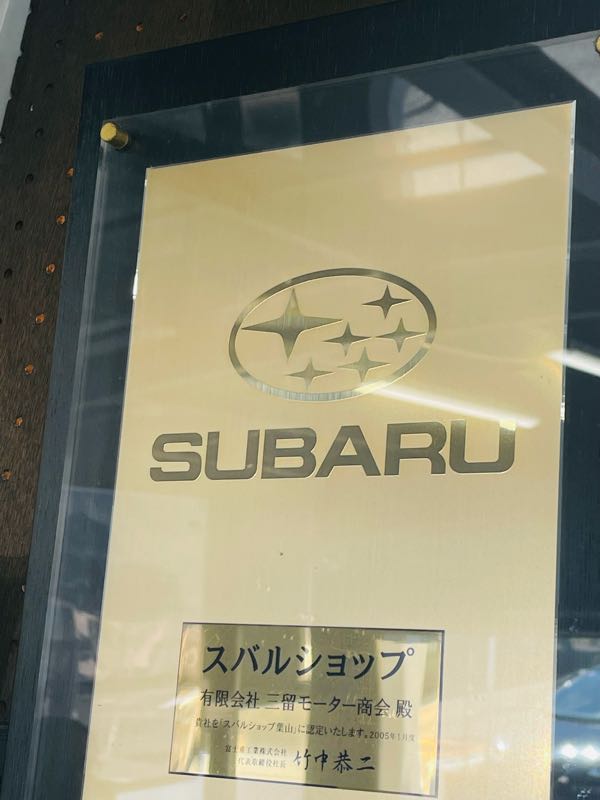 SUBARU
スバルショップ
有限会社 三留モーター商会 殿
貴社を「スバルショップ葉山」に認定いたします。2005年1月度
富士重工業株式会社
代表取締役社長 竹中恭二